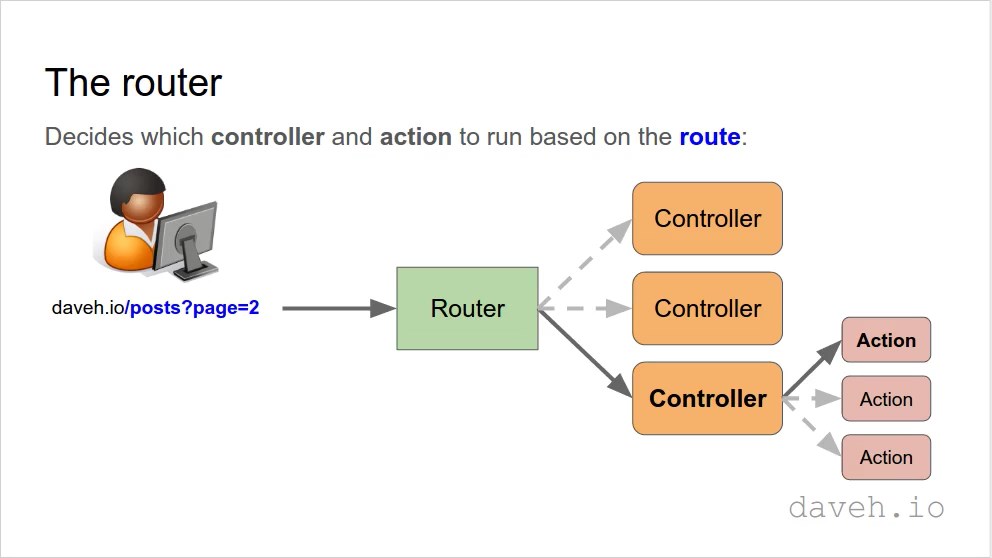 The router
Decides which controller and action to run based on the route:
daveh.io/posts?page=2
Router
Controller
Controller
Controller
Action
Action
Action
daveh.io